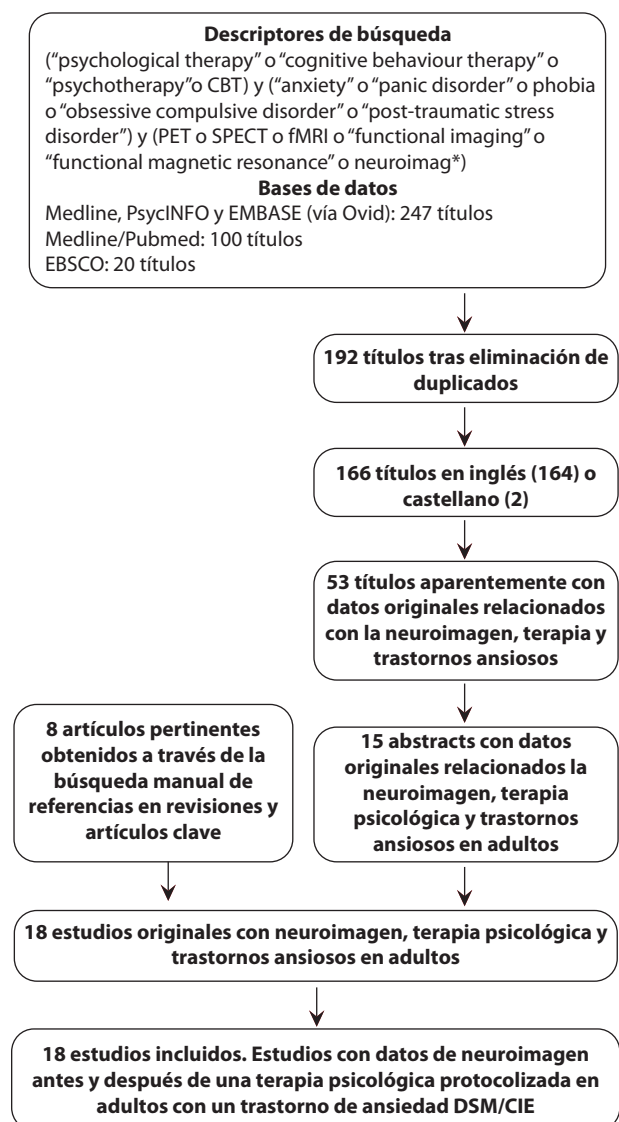 Descriptores de búsqueda
(“psychological therapy” o “cognitive behaviour therapy” o
“psychotherapy”o CBT) y (“anxiety” o “panic disorder” o phobia
o “obsessive compulsive disorder” o “post-traumatic stress
disorder”) y (PET o SPECT o fMRI o “functional imaging” o
“functional magnetic resonance” o neuroimag*)
Bases de datos
Medline, PsycINFO y EMBASE (vía Ovid): 247 títulos
Medline/Pubmed: 100 títulos
EBSCO: 20 títulos
192 títulos tras eliminación de
duplicados
166 títulos en inglés (164) o
castellano (2)
53 títulos aparentemente con
datos originales relacionados
con la neuroimagen, terapia y
trastornos ansiosos
8 artículos pertinentes
obtenidos a través de la
búsqueda manual de
referencias en revisiones y
artículos clave
15 abstracts con datos
originales relacionados la
neuroimagen, terapia
psicológica y trastornos
ansiosos en adultos
18 estudios originales con neuroimagen, terapia psicológica y
trastornos ansiosos en adultos
18 estudios incluidos. Estudios con datos de neuroimagen
antes y después de una terapia psicológica protocolizada en
adultos con un trastorno de ansiedad DSM/CIE